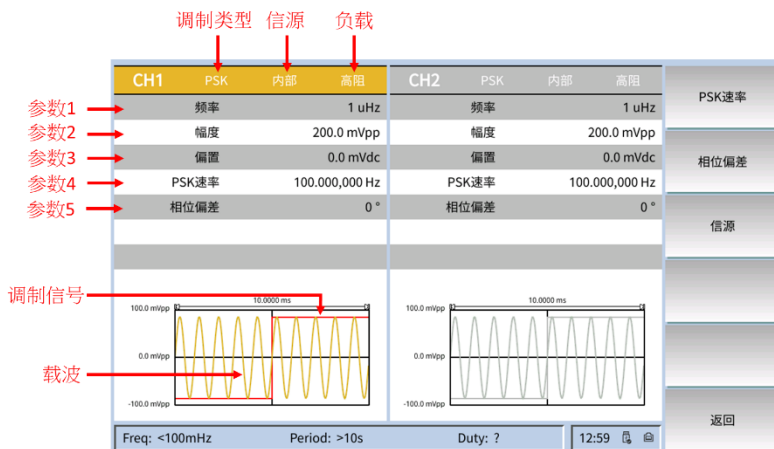 调制类型 信源 负载
CH1 PSK 内部 高阻 CH2 PSK 内部 高阻
PSK速率
参数1 频率 1 uHz 频率 1 uHz
参数2 幅度 200.0 mVpp 幅度 200.0 mVpp
参数3 偏置 0.0 mVdc 偏置 0.0 mVdc
相位偏差
参数4 PSK速率 100.000,000 Hz PSK速率 100.000,000 Hz
参数5 相位偏差 0 ° 相位偏差 0 °
信源
调制信号
10.0000 ms 10.0000 ms
100.0 mVpp 100.0 mVpp
0.0 mVpp 0.0 mVpp
载波
-100.0 mVpp -100.0 mVpp
返回
Freq: <100mHz Period: >10s Duty: ? 12:59